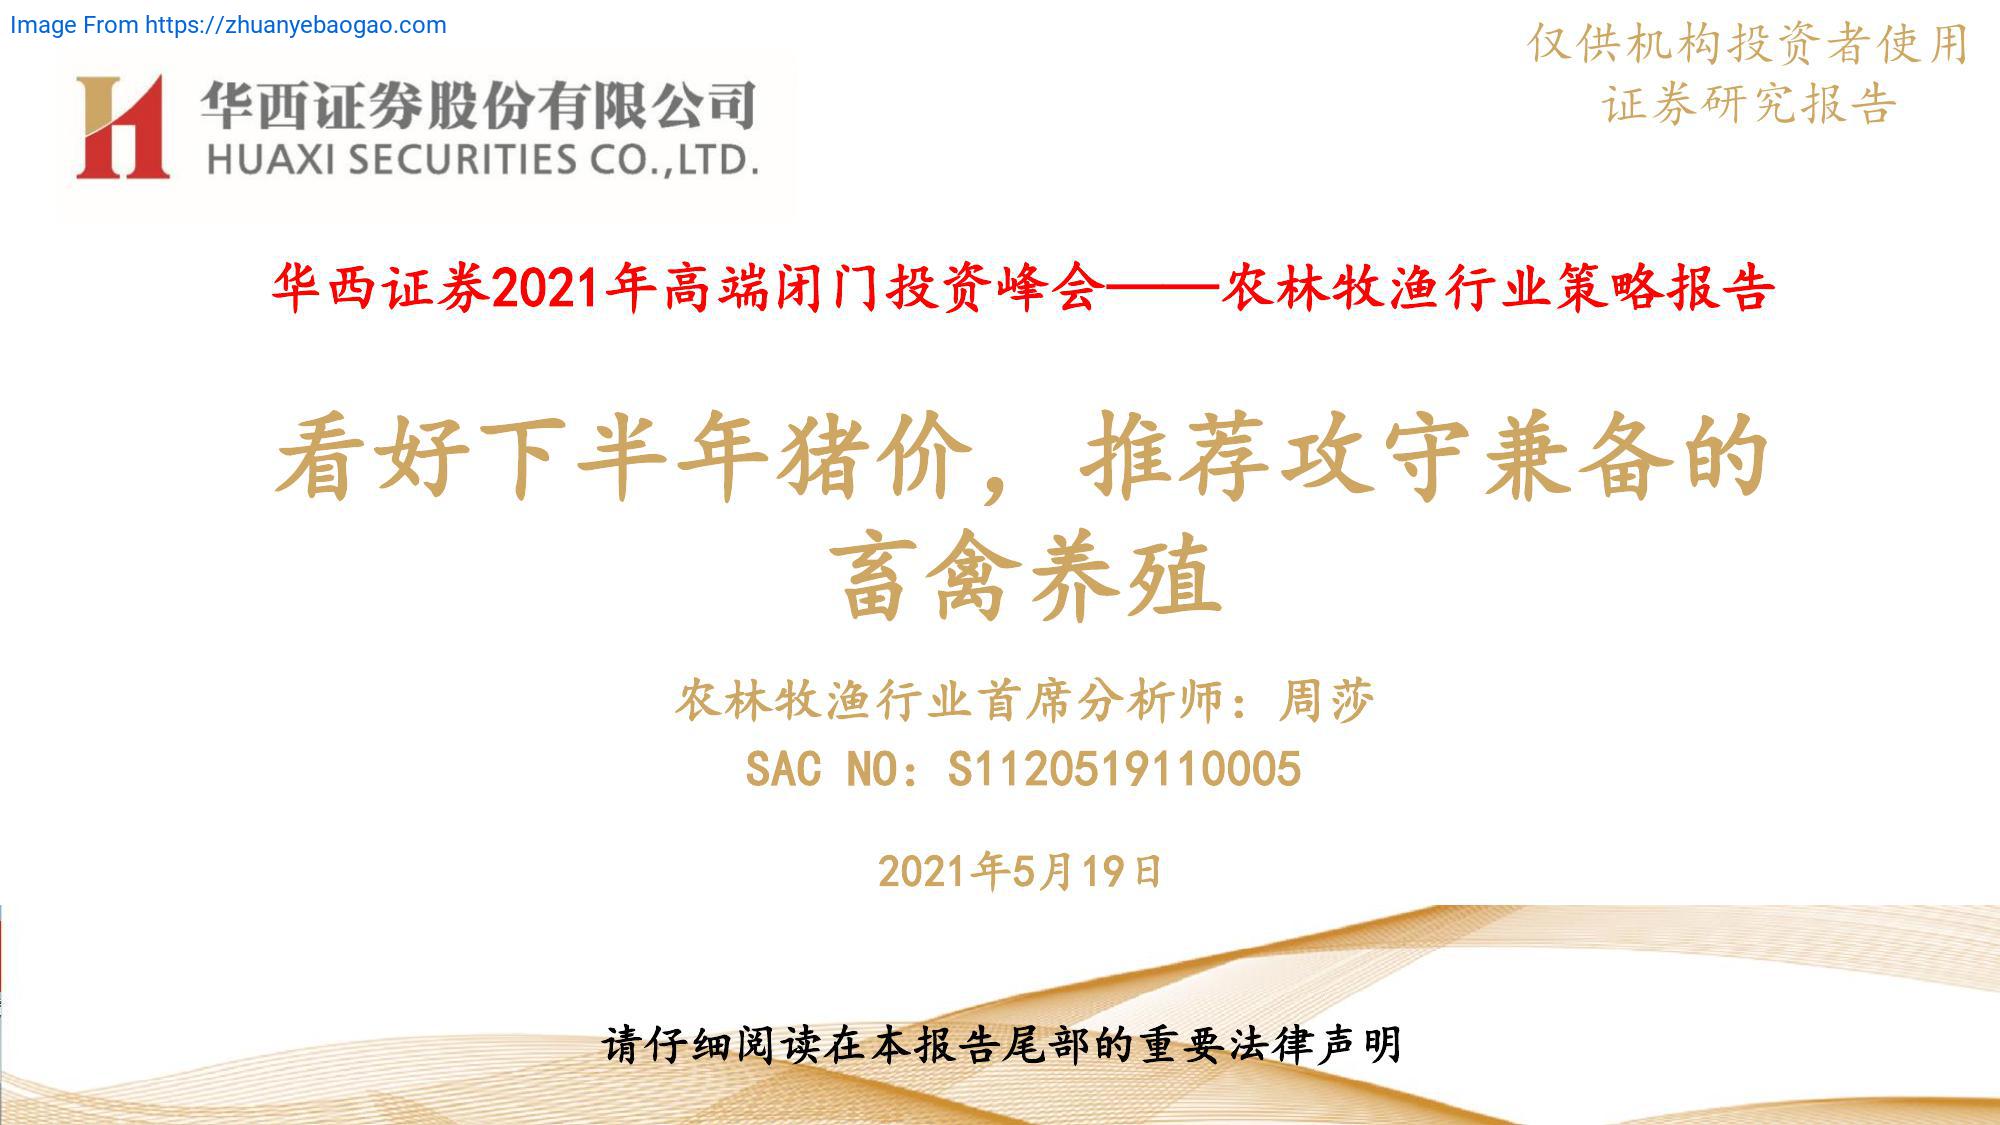 Image From https://zhuanyebaogao.com
仅供机构投资者使用
证券研究报告
华西证券股份有限公司
HUAXI SECURITIES CO.,LTD.
华西证券2021年高端闭门投资峰会——农林牧渔行业策略报告
看好下半年猪价，推荐攻守兼备的
畜禽养殖
农林牧渔行业首席分析师：周莎
SAC NO：S1120519110005
2021年5月19日
请仔细阅读在本报告尾部的重要法律声明